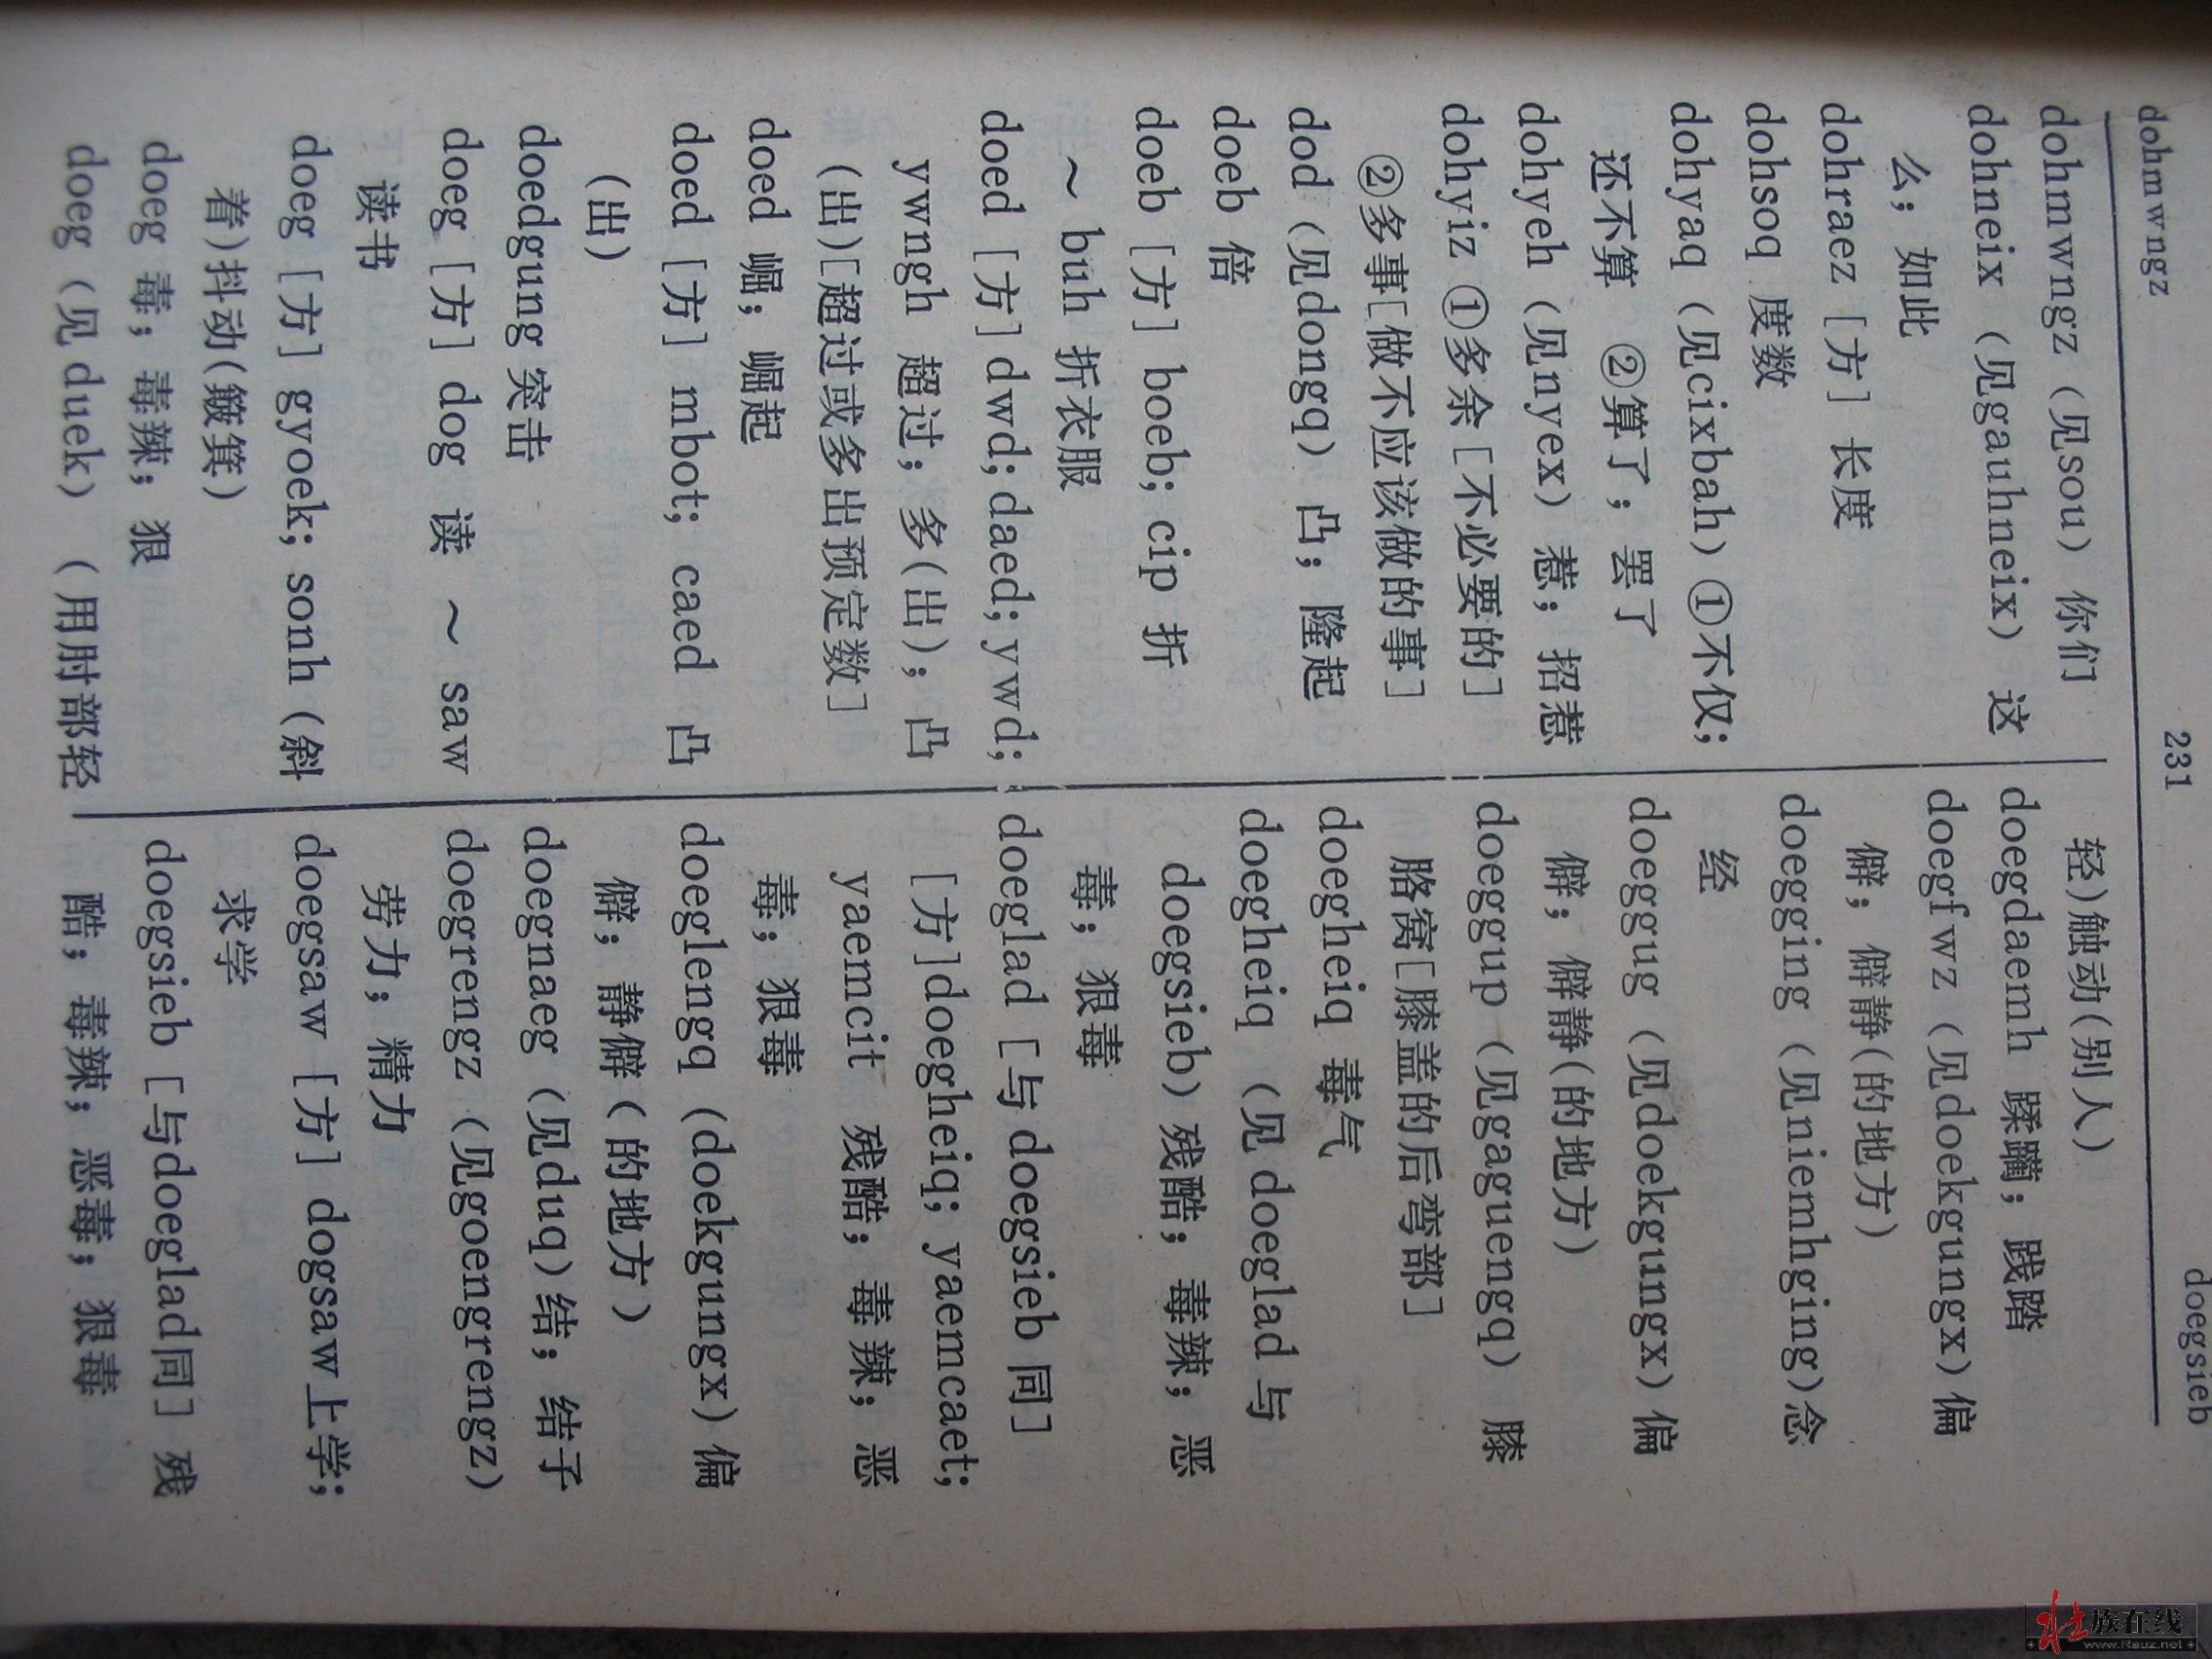 dohmwngz 231 doegsieb
dohmwngz（见sou）你们
dohneix（见gauhneix）这
么；如此
dohraez［方］长度
dohsoq 度数
dohyaq（见cixbah）①不仅；
还不算 ②算了；罢了
dohyeh（见nyex）惹；招惹
dohyiz ①多余［不必要的］
②多事［做不应该做的事］
dod（见dongq）凸；隆起
doeb 倍
doeb［方］boeb; cip 折
～buh 折衣服
doed［方］dwd; daed; ywd;
ywngh 超过；多（出）；凸
（出）［超过或多出预定数］
doed 崛；崛起
doed［方］mbot; caed 凸
（出）
doedgung 突击
doeg［方］dog 读 ～ saw
读书
doeg［方］gyoek; sonh（斜
着）抖动（簸箕）
doeg 毒；毒辣；狠
doeg（见duek）（用肘部轻
轻）触动（别人）
doegdaemh 蹂躏；践踏
doegfwz（见doekgungx）偏
僻；僻静（的地方）
doegging（见niemhging）念
经
doeggug（见doekgungx）偏
僻；僻静（的地方）
doeggup（见gaguengq）膝
胳窝［膝盖的后弯部］
doegheiq 毒气
doegheiq（见doeglad与
doegsieb）残酷；毒辣；恶
毒；狠毒
doeglad［与doegsieb同］
［方］doegheiq; yaemcaet;
yaemcit 残酷；毒辣；恶
毒；狠毒
doeglengq（doekgungx）偏
僻；静僻（的地方）
doegnaeg（见duq）结；结子
doegrengz（见goengrengz）
劳力；精力
doegsaw［方］dogsaw上学；
求学
doegsieb［与doeglad同］残
酷；毒辣；恶毒；狠毒
壮族在线
www.Rauz.net